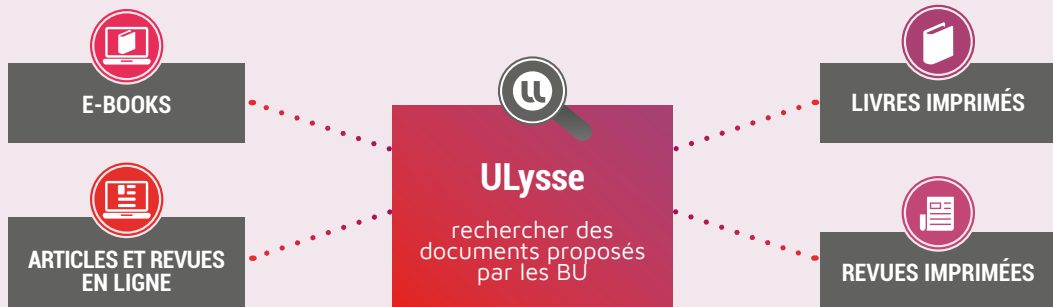 E-BOOKS
ARTICLES ET REVUES
EN LIGNE
ULysse
rechercher des
documents proposés
par les BU
LIVRES IMPRIMÉS
REVUES IMPRIMÉES